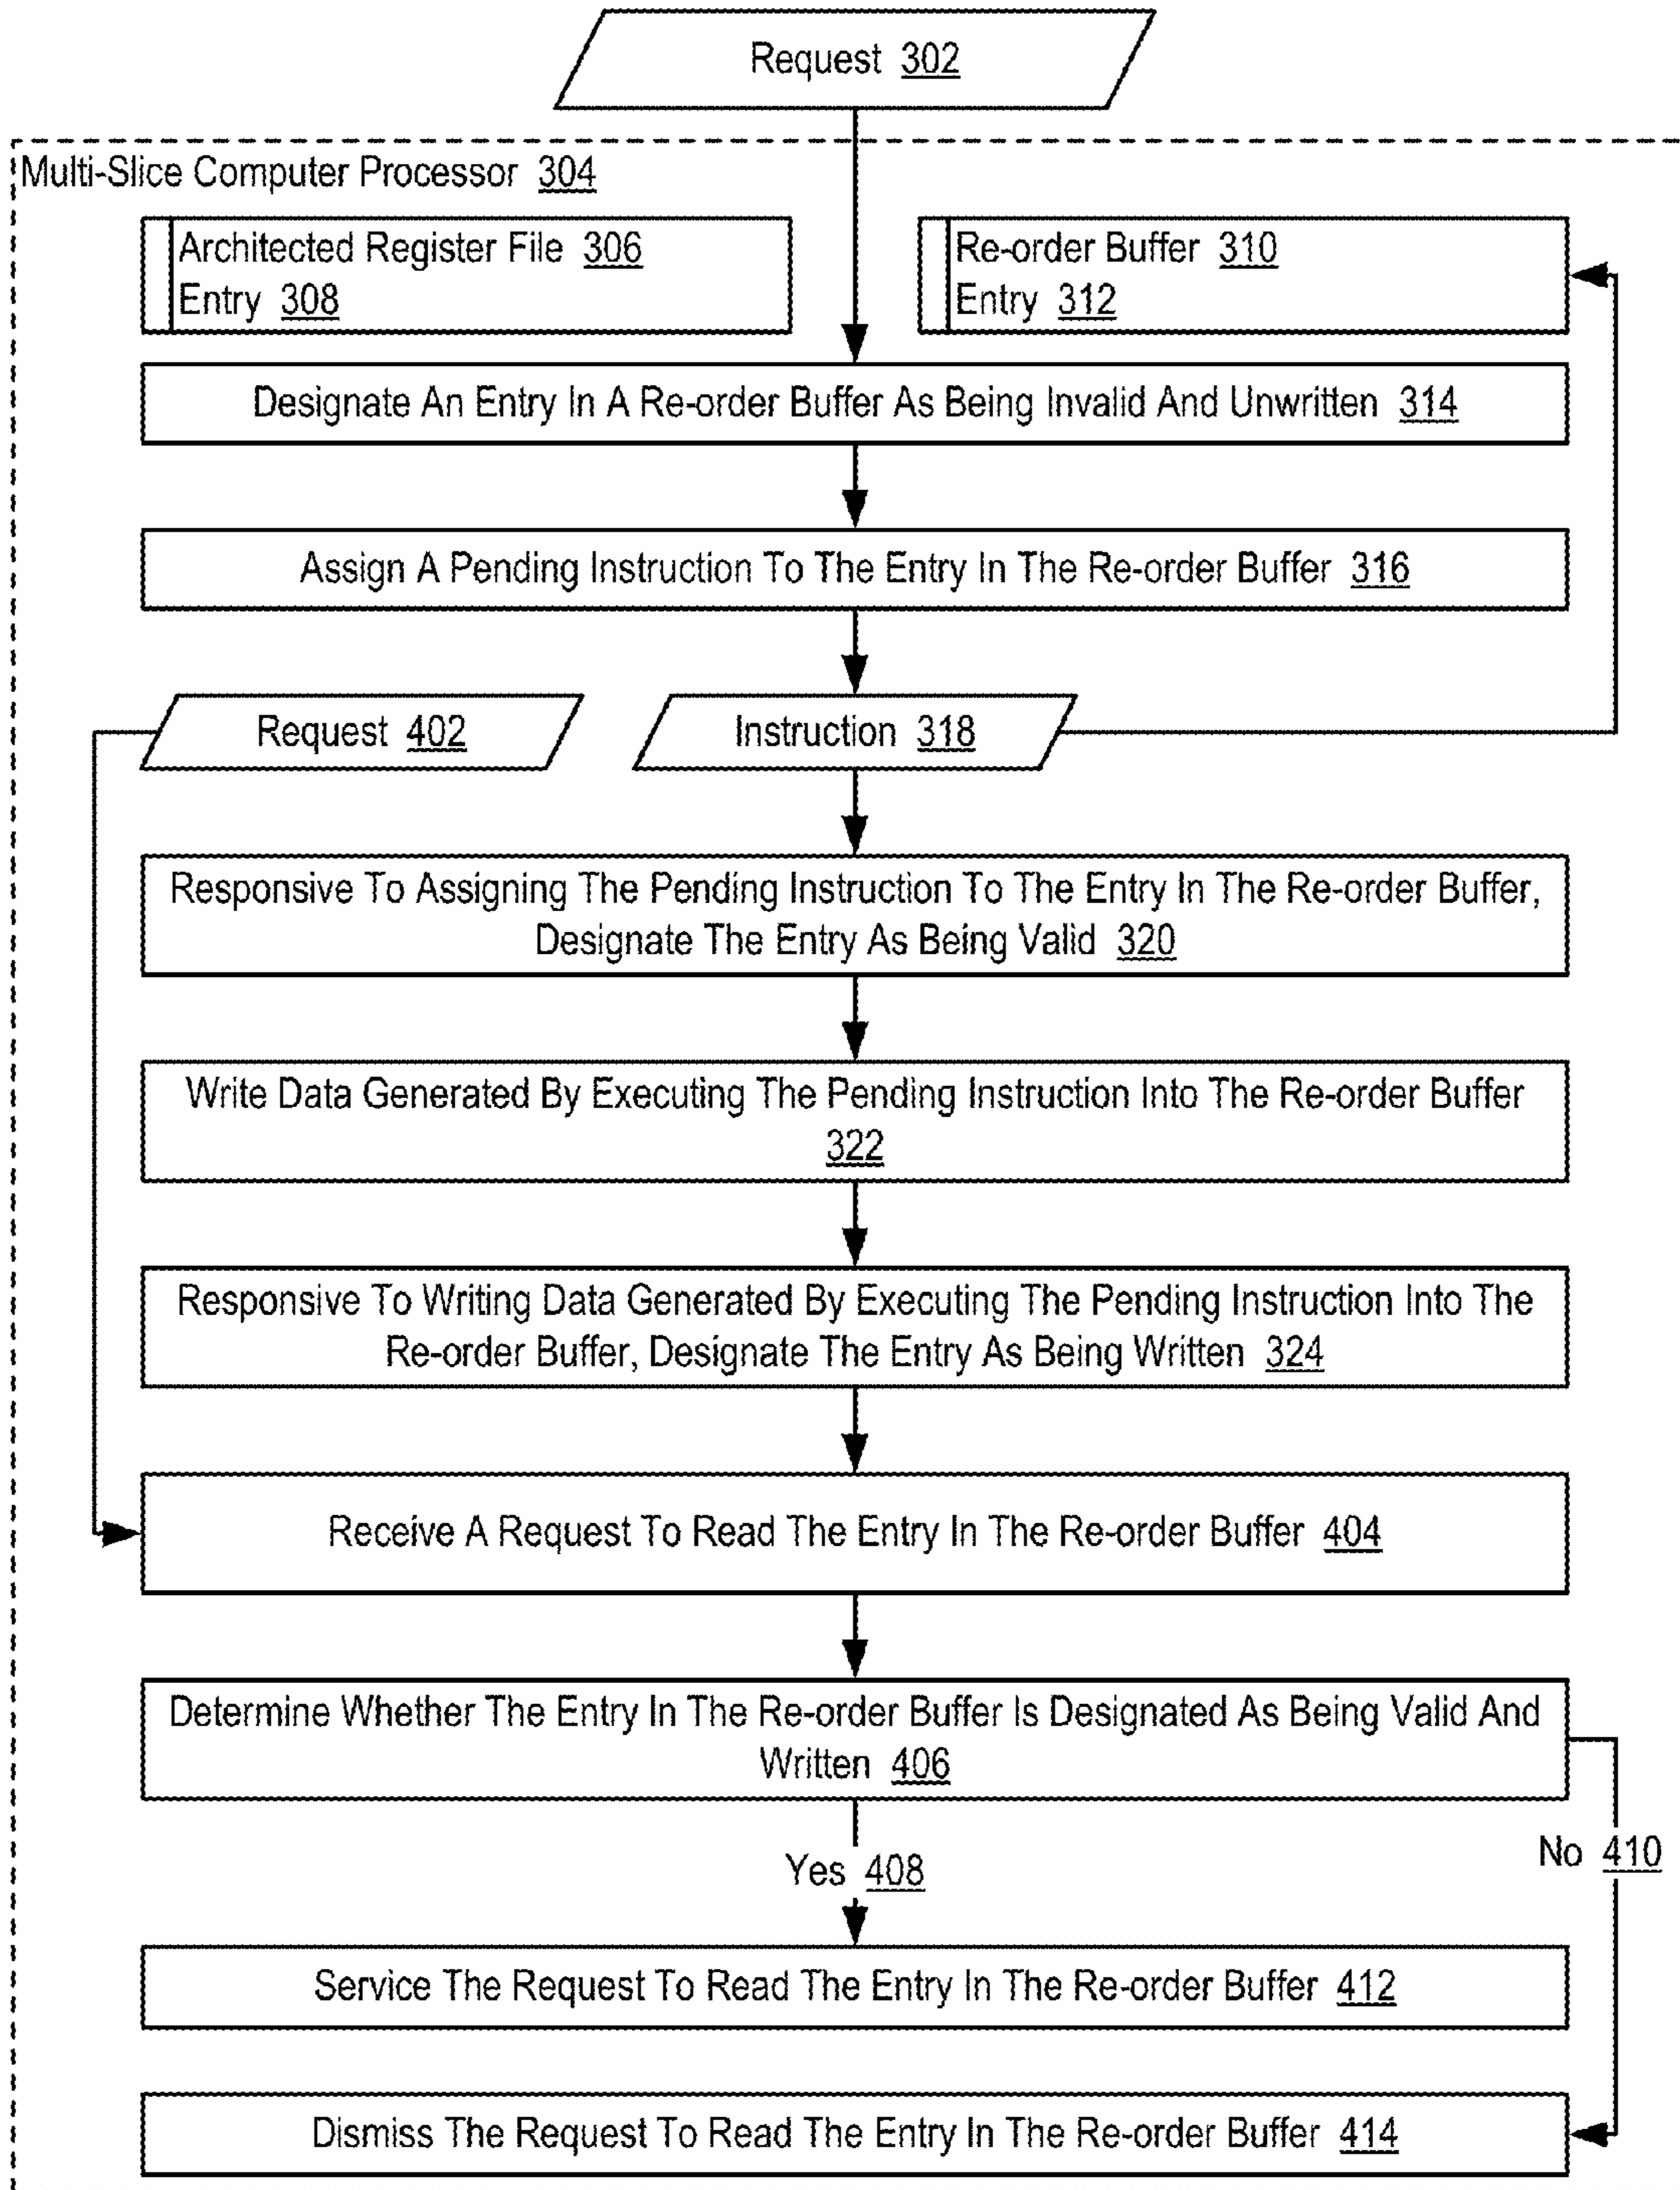 Request 302
Multi-Slice Computer Processor 304
Architected Register File 306
Entry 308
Re-order Buffer 310
Entry 312
Designate An Entry In A Re-order Buffer As Being Invalid And Unwritten 314
Assign A Pending Instruction To The Entry In The Re-order Buffer 316
Request 402
Instruction 318
Responsive To Assigning The Pending Instruction To The Entry In The Re-order Buffer,
Designate The Entry As Being Valid 320
Write Data Generated By Executing The Pending Instruction Into The Re-order Buffer
322
Responsive To Writing Data Generated By Executing The Pending Instruction Into The
Re-order Buffer, Designate The Entry As Being Written 324
Receive A Request To Read The Entry In The Re-order Buffer 404
Determine Whether The Entry In The Re-order Buffer Is Designated As Being Valid And
Written 406
Yes 408
No 410
Service The Request To Read The Entry In The Re-order Buffer 412
Dismiss The Request To Read The Entry In The Re-order Buffer 414